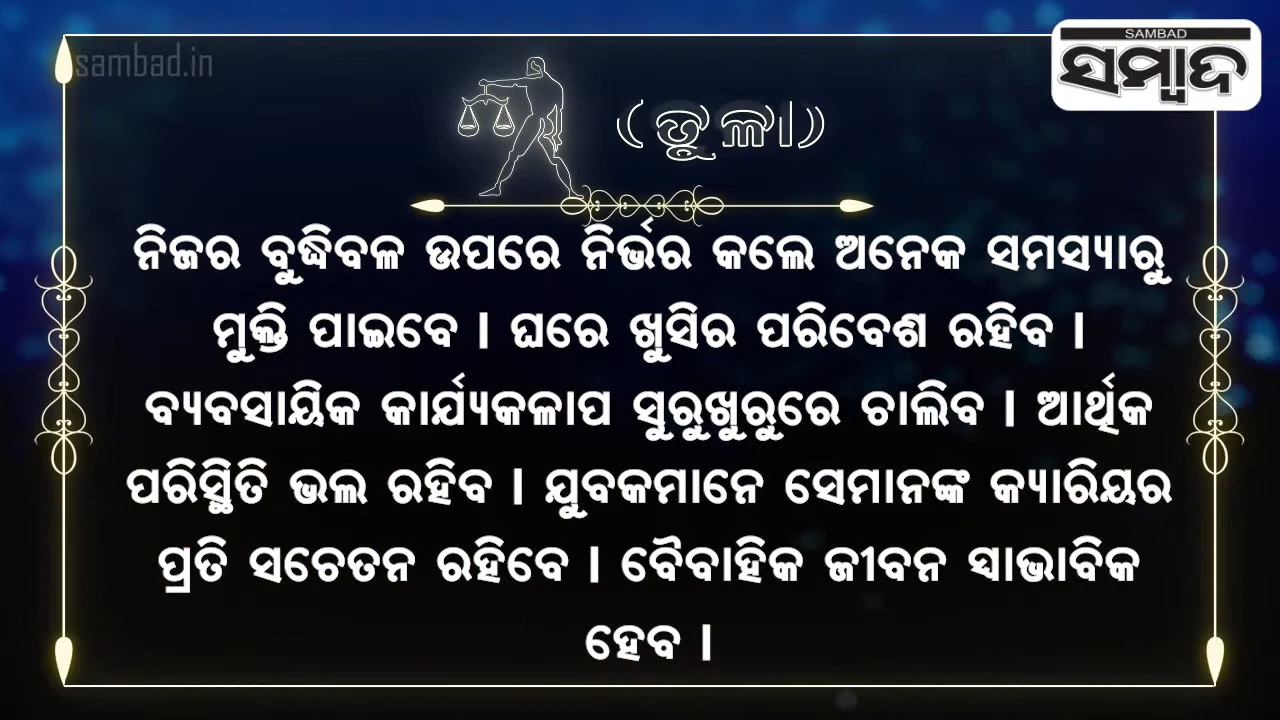 sambad.in
SAMBAD
ସମ୍ବାଦ
(ତୁଳା)
ନିଜର ବୁଦ୍ଧିବଳ ଉପରେ ନିର୍ଭର କଲେ ଅନେକ ସମସ୍ୟାରୁ
ମୁକ୍ତି ପାଇବେ । ଘରେ ଖୁସିର ପରିବେଶ ରହିବ ।
ବ୍ୟବସାୟିକ କାର୍ଯ୍ୟକଳାପ ସୁରୁଖୁରୁରେ ଚାଲିବ । ଆର୍ଥିକ
ପରିସ୍ଥିତି ଭଲ ରହିବ । ଯୁବକମାନେ ସେମାନଙ୍କ କ୍ୟାରିୟର
ପ୍ରତି ସଚେତନ ରହିବେ । ବୈବାହିକ ଜୀବନ ସ୍ୱାଭାବିକ
ହେବ ।